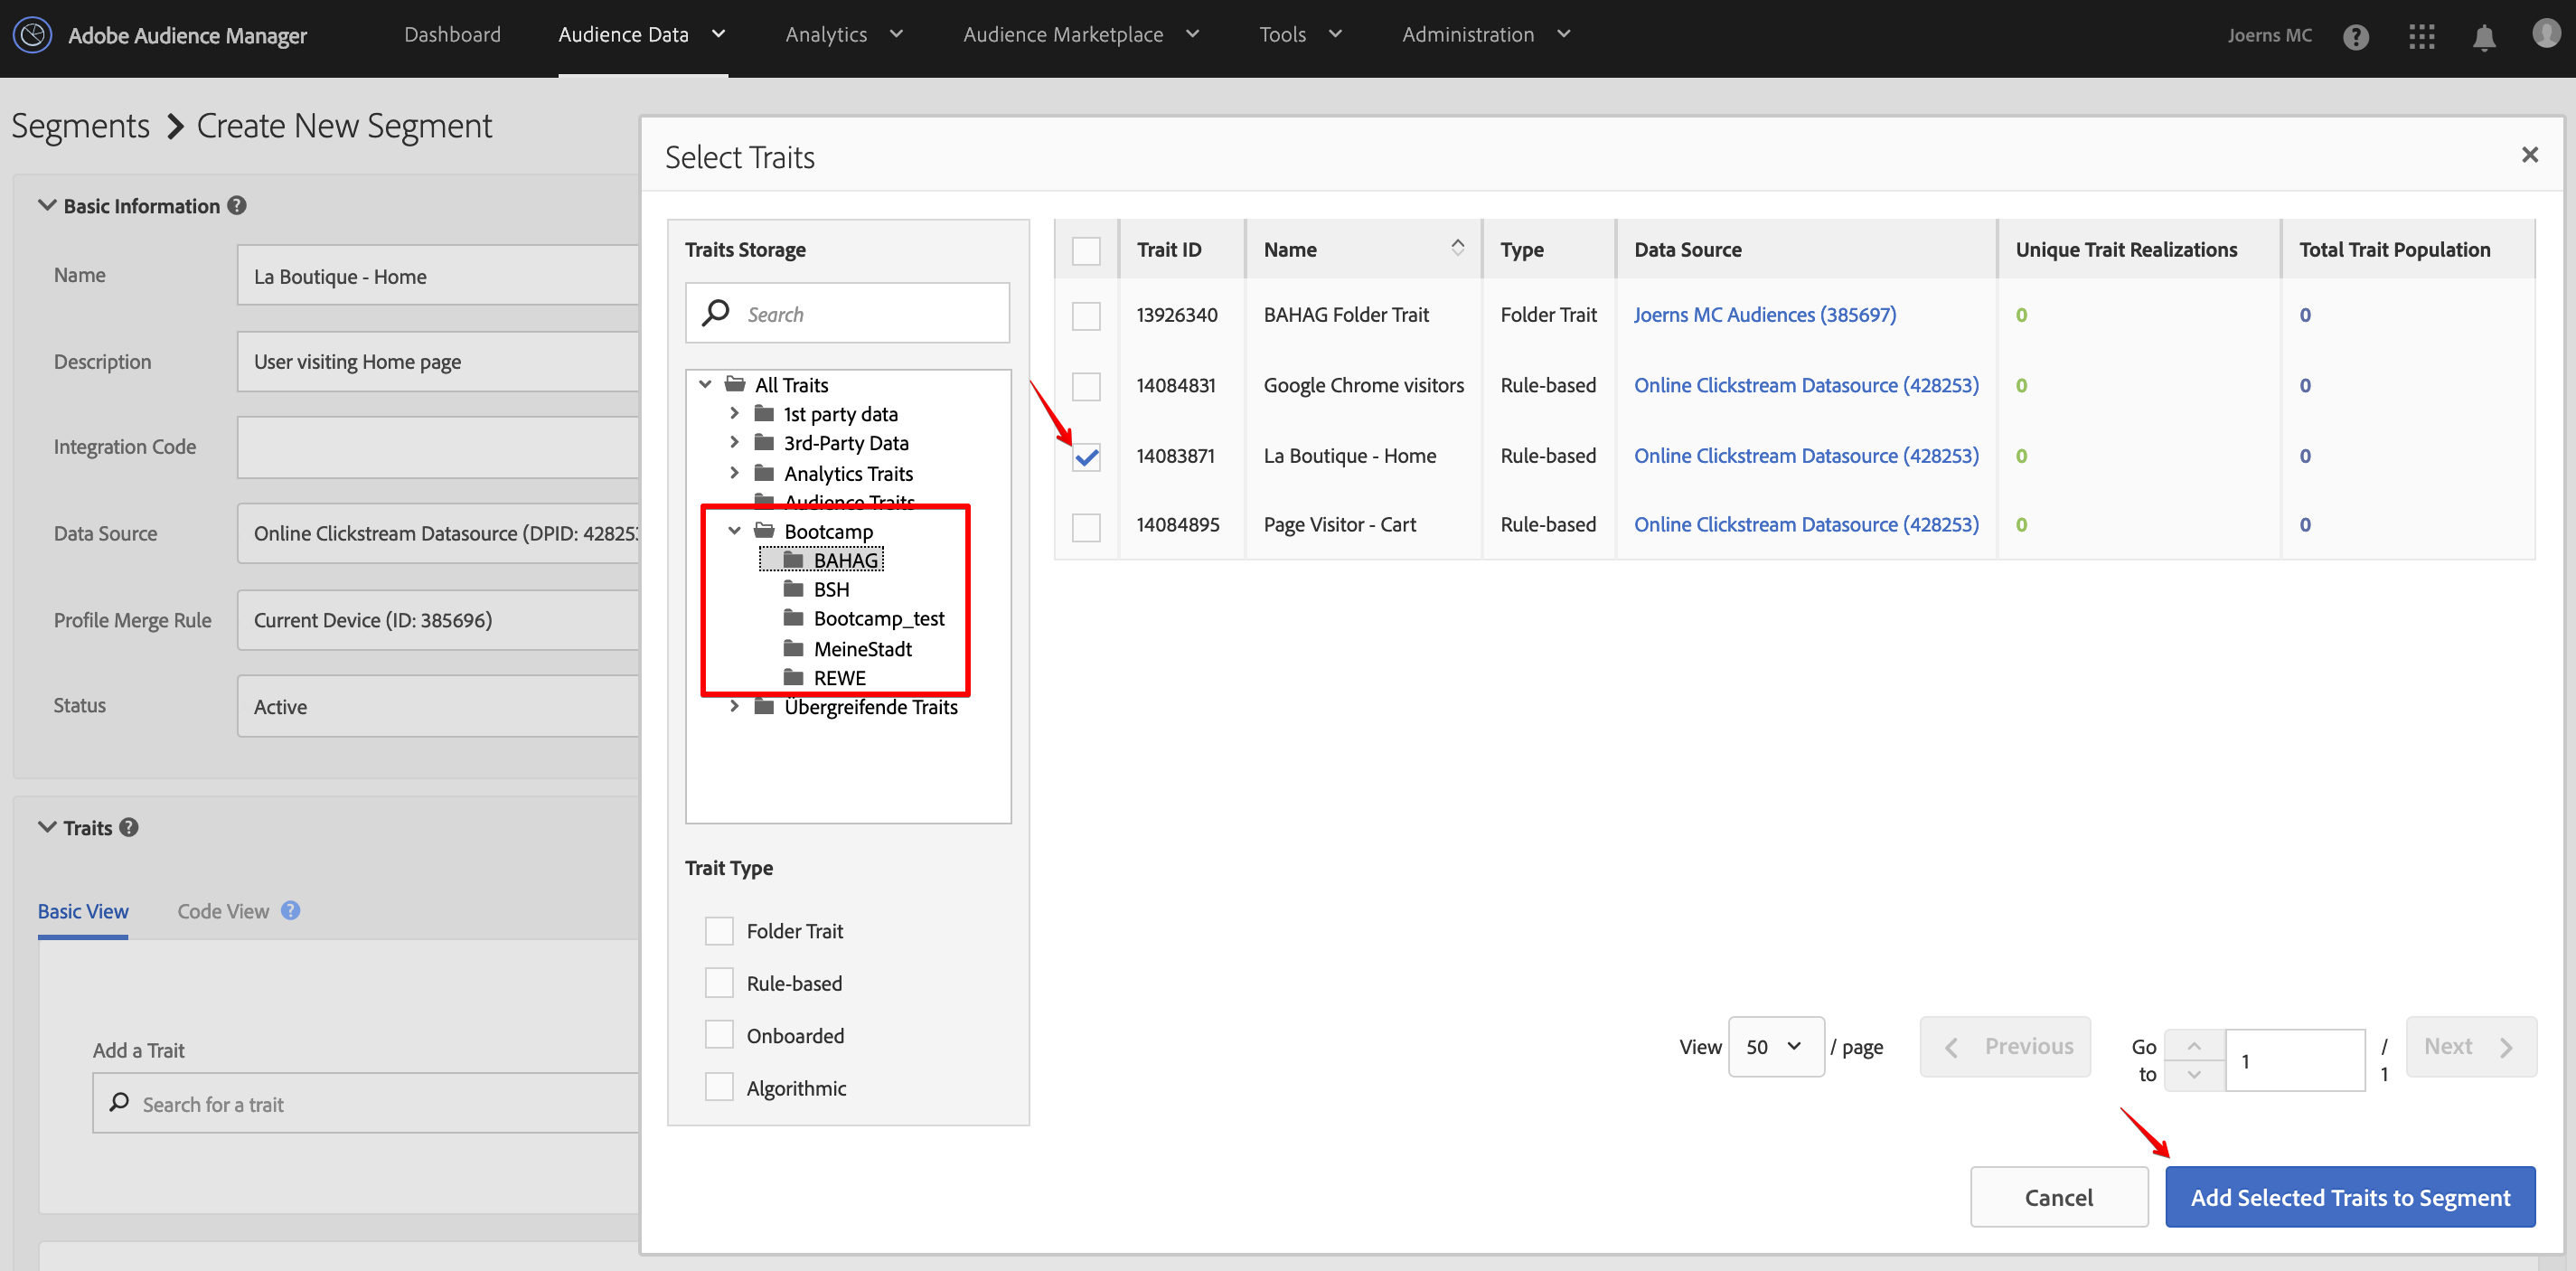 Adobe Audience Manager
Dashboard
Audience Data
Analytics
Audience Marketplace
Tools
Administration
Joerns MC
Segments > Create New Segment
Basic Information
Name
La Boutique - Home
Description
User visiting Home page
Integration Code
Data Source
Online Clickstream Datasource (DPID: 428253
Profile Merge Rule
Current Device (ID: 385696)
Status
Active
Traits
Basic View
Code View
Add a Trait
Search for a trait
Select Traits
Traits Storage
Search
All Traits
1st party data
3rd-Party Data
Analytics Traits
Audience Traits
Bootcamp
BAHAG
BSH
Bootcamp_test
MeineStadt
REWE
Übergreifende Traits
Trait Type
Folder Trait
Rule-based
Onboarded
Algorithmic
Trait ID Name Type Data Source Unique Trait Realizations Total Trait Population
13926340 BAHAG Folder Trait Folder Trait Joerns MC Audiences (385697) 0 0
14084831 Google Chrome visitors Rule-based Online Clickstream Datasource (428253) 0 0
14083871 La Boutique - Home Rule-based Online Clickstream Datasource (428253) 0 0
14084895 Page Visitor - Cart Rule-based Online Clickstream Datasource (428253) 0 0
View 50 / page
Previous
Go to 1 / 1
Next
Cancel
Add Selected Traits to Segment